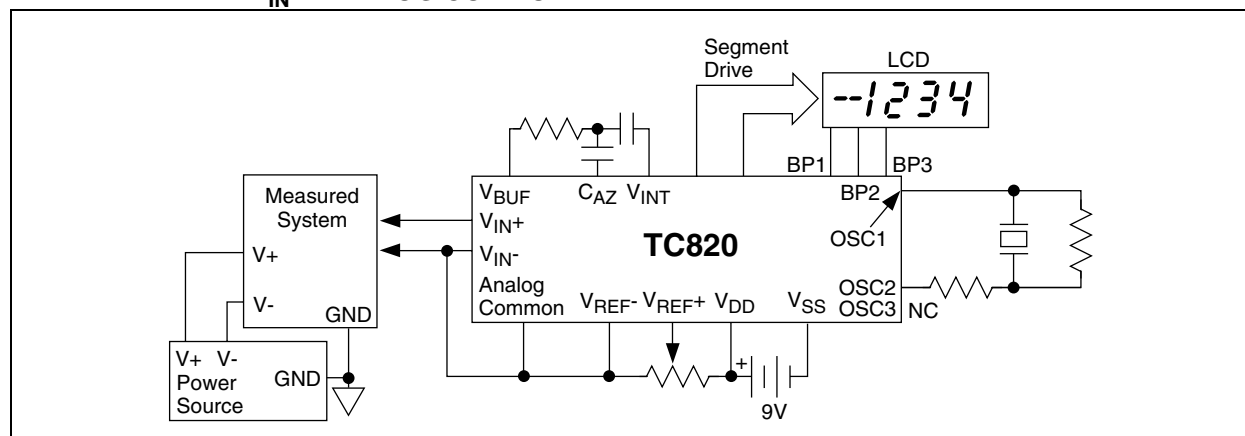 IN
Segment
Drive
LCD
--1234
BP1
BP3
VBUF
CAZ
VINT
BP2
Measured
System
VIN+
OSC1
V+
VIN-
TC820
Analog
Common
V-
GND
VREF-
VREF+
VDD
VSS
OSC2
OSC3
NC
V+
V-
GND
Power
Source
+
9V